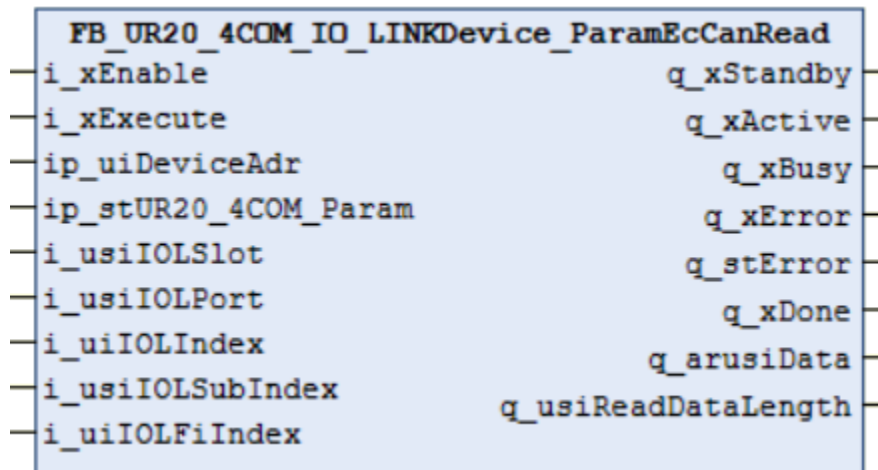 FB_UR20_4COM_IO_LINKDevice_ParamEcCanRead
i_xEnable q_xStandby
i_xExecute q_xActive
ip_uiDeviceAdr q_xBusy
ip_stUR20_4COM_Param q_xError
i_usiIOLSlot q_stError
i_usiIOLPort q_xDone
i_uiIOLIndex q_arusiData
i_usiIOLSubIndex q_usiReadDataLength
i_uiIOLFiIndex